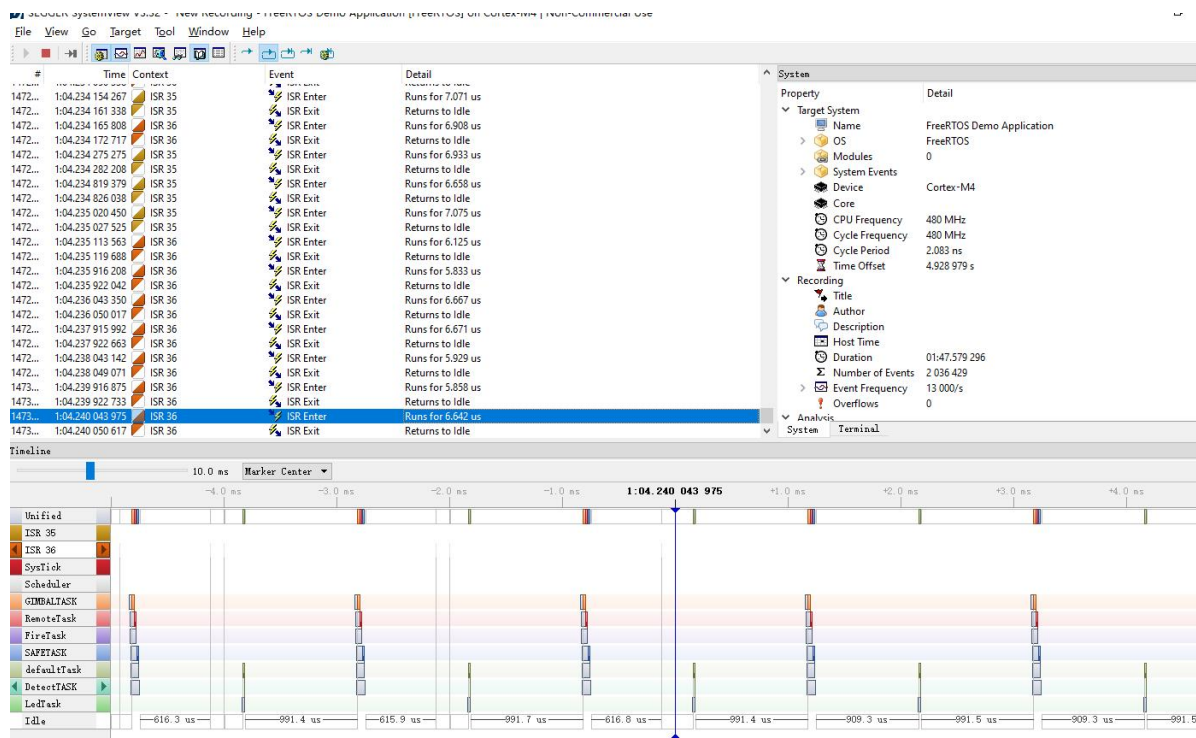 SEGGER SystemView V3.52 - New Recording - FreeRTOS Demo Application [FreeRTOS] on Cortex-M4 | Non-Commercial Use
File View Go Target Tool Window Help
# Time Context Event Detail
1472... 1:04.234 154 267 ISR 35 ISR Enter Runs for 7.071 us
1472... 1:04.234 161 338 ISR 35 ISR Exit Returns to Idle
1472... 1:04.234 165 808 ISR 36 ISR Enter Runs for 6.908 us
1472... 1:04.234 172 717 ISR 36 ISR Exit Returns to Idle
1472... 1:04.234 275 275 ISR 35 ISR Enter Runs for 6.933 us
1472... 1:04.234 282 208 ISR 35 ISR Exit Returns to Idle
1472... 1:04.234 819 379 ISR 35 ISR Enter Runs for 6.658 us
1472... 1:04.234 826 038 ISR 35 ISR Exit Returns to Idle
1472... 1:04.235 020 450 ISR 35 ISR Enter Runs for 7.075 us
1472... 1:04.235 027 525 ISR 35 ISR Exit Returns to Idle
1472... 1:04.235 113 563 ISR 36 ISR Enter Runs for 6.125 us
1472... 1:04.235 119 688 ISR 36 ISR Exit Returns to Idle
1472... 1:04.235 916 208 ISR 36 ISR Enter Runs for 5.833 us
1472... 1:04.235 922 042 ISR 36 ISR Exit Returns to Idle
1472... 1:04.236 043 350 ISR 36 ISR Enter Runs for 6.667 us
1472... 1:04.236 050 017 ISR 36 ISR Exit Returns to Idle
1472... 1:04.237 915 992 ISR 36 ISR Enter Runs for 6.671 us
1472... 1:04.237 922 663 ISR 36 ISR Exit Returns to Idle
1472... 1:04.238 043 142 ISR 36 ISR Enter Runs for 5.929 us
1472... 1:04.238 049 071 ISR 36 ISR Exit Returns to Idle
1473... 1:04.239 916 875 ISR 36 ISR Enter Runs for 5.858 us
1473... 1:04.239 922 733 ISR 36 ISR Exit Returns to Idle
1473... 1:04.240 043 975 ISR 36 ISR Enter Runs for 6.642 us
1473... 1:04.240 050 617 ISR 36 ISR Exit Returns to Idle
System
Property Detail
Target System
Name FreeRTOS Demo Application
OS FreeRTOS
Modules 0
System Events
Device Cortex-M4
Core
CPU Frequency 480 MHz
Cycle Frequency 480 MHz
Cycle Period 2.083 ns
Time Offset 4.928 979 s
Recording
Title
Author
Description
Host Time
Duration 01:47.579 296
Number of Events 2 036 429
Event Frequency 13 000/s
Overflows 0
Analysis
System Terminal
Timeline
10.0 ms Marker Center
-4.0 ms -3.0 ms -2.0 ms -1.0 ms 1:04.240 043 975 +1.0 ms +2.0 ms +3.0 ms +4.0 ms
Unified
ISR 35
ISR 36
SysTick
Scheduler
GIMBALTASK
RemoteTask
FireTask
SAFETASK
defaultTask
DetectTASK
LedTask
Idle 616.3 us 991.4 us 615.9 us 991.7 us 616.8 us 991.4 us 909.3 us 991.5 us 909.3 us 991.5